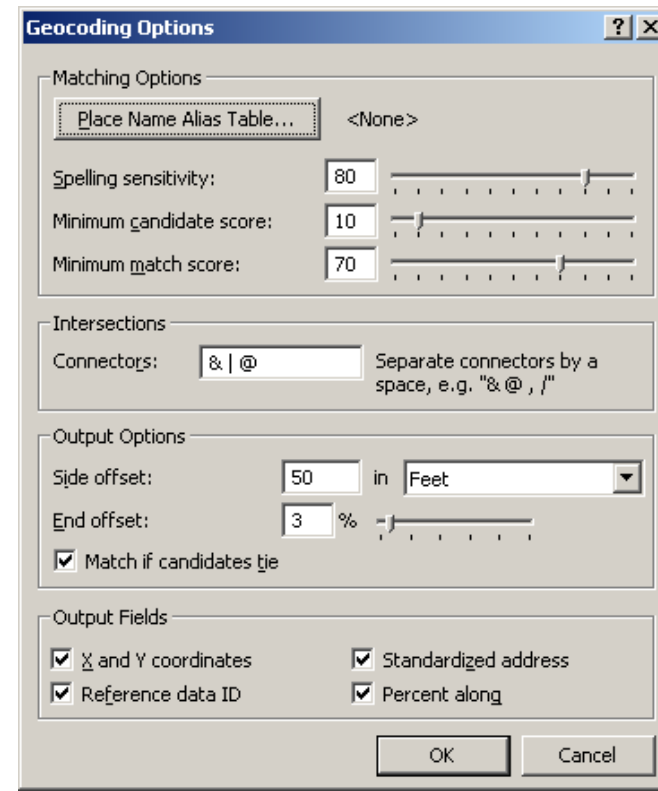 Geocoding Options ? X
Matching Options
Place Name Alias Table... <None>
Spelling sensitivity: 80
Minimum candidate score: 10
Minimum match score: 70
Intersections
Connectors: & | @ Separate connectors by a
space, e.g. "& @ , /"
Output Options
Side offset: 50 in Feet
End offset: 3 %
Match if candidates tie
Output Fields
X and Y coordinates Standardized address
Reference data ID Percent along
OK Cancel